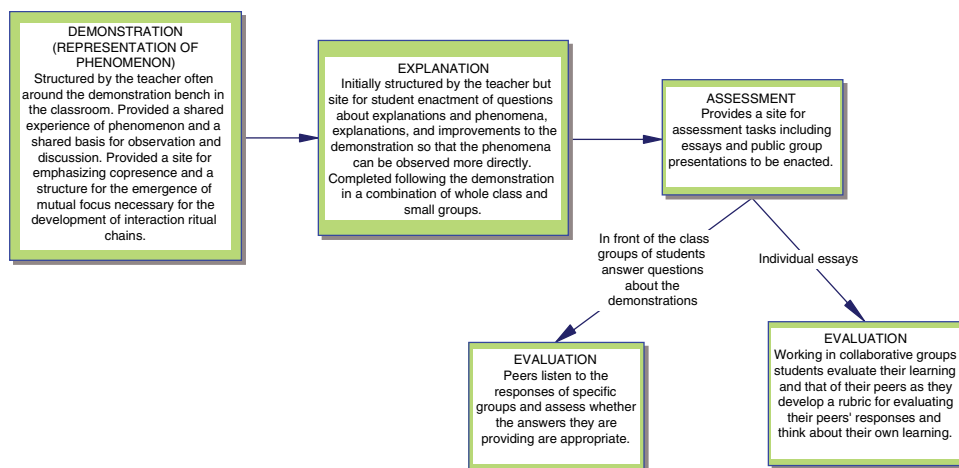 DEMONSTRATION
(REPRESENTATION OF
PHENOMENON)
Structured by the teacher often
around the demonstration bench in
the classroom. Provided a shared
experience of phenomenon and a
shared basis for observation and
discussion. Provided a site for
emphasizing copresence and a
structure for the emergence of
mutual focus necessary for the
development of interaction ritual
chains.
EXPLANATION
Initially structured by the teacher but
site for student enactment of questions
about explanations and phenomena,
explanations, and improvements to the
demonstration so that the phenomena
can be observed more directly.
Completed following the demonstration
in a combination of whole class and
small groups.
ASSESSMENT
Provides a site for
assessment tasks including
essays and public group
presentations to be enacted.
In front of the class
groups of students
answer questions
about the
demonstrations
Individual essays
EVALUATION
Peers listen to the
responses of specific
groups and assess whether
the answers they are
providing are appropriate.
EVALUATION
Working in collaborative groups
students evaluate their learning
and that of their peers as they
develop a rubric for evaluating
their peers' responses and
think about their own learning.